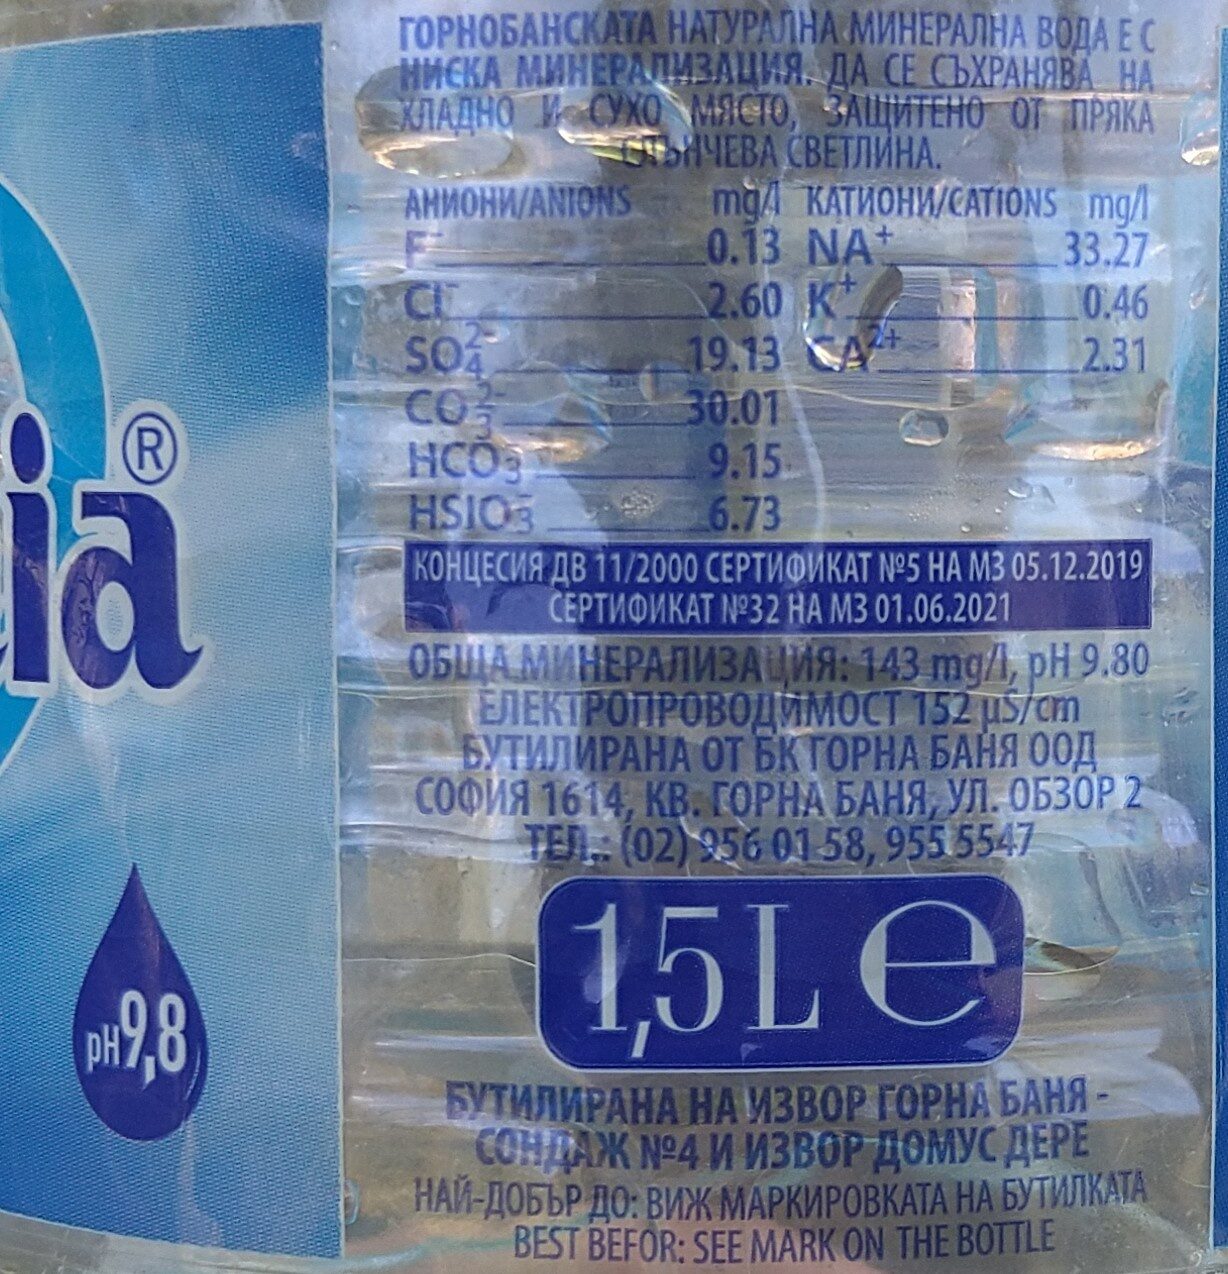 ГОРНОБАНСКАТА НАТУРАЛНА МИНЕРАЛНА ВОДА Е С
НИСКА МИНЕРАЛИЗАЦИЯ. ДА СЕ СЪХРАНЯВА НА
ХЛАДНО И СУХО МЯСТО, ЗАЩИТЕНО ОТ ПРЯКА
СЛЪНЧЕВА СВЕТЛИНА.
АНИОНИ/ANIONS mg/l КАТИОНИ/CATIONS mg/l
F⁻ 0.13 NA⁺ 33.27
Cl⁻ 2.60 K⁺ 0.46
SO₄²⁻ 19.13 CA²⁺ 2.31
CO₃²⁻ 30.01
HCO₃⁻ 9.15
HSIO₃⁻ 6.73
КОНЦЕСИЯ ДВ 11/2000 СЕРТИФИКАТ №5 НА МЗ 05.12.2019
СЕРТИФИКАТ №32 НА МЗ 01.06.2021
ОБЩА МИНЕРАЛИЗАЦИЯ: 143 mg/l, pH 9.80
ЕЛЕКТРОПРОВОДИМОСТ 152 µS/cm
БУТИЛИРАНА ОТ БК ГОРНА БАНЯ ООД
СОФИЯ 1614, КВ. ГОРНА БАНЯ, УЛ. ОБЗОР 2
ТЕЛ.: (02) 956 01 58, 955 5547
1,5L e
БУТИЛИРАНА НА ИЗВОР ГОРНА БАНЯ -
СОНДАЖ №4 И ИЗВОР ДОМУС ДЕРЕ
НАЙ-ДОБЪР ДО: ВИЖ МАРКИРОВКАТА НА БУТИЛКАТА
BEST BEFOR: SEE MARK ON THE BOTTLE
ia®
pH9,8